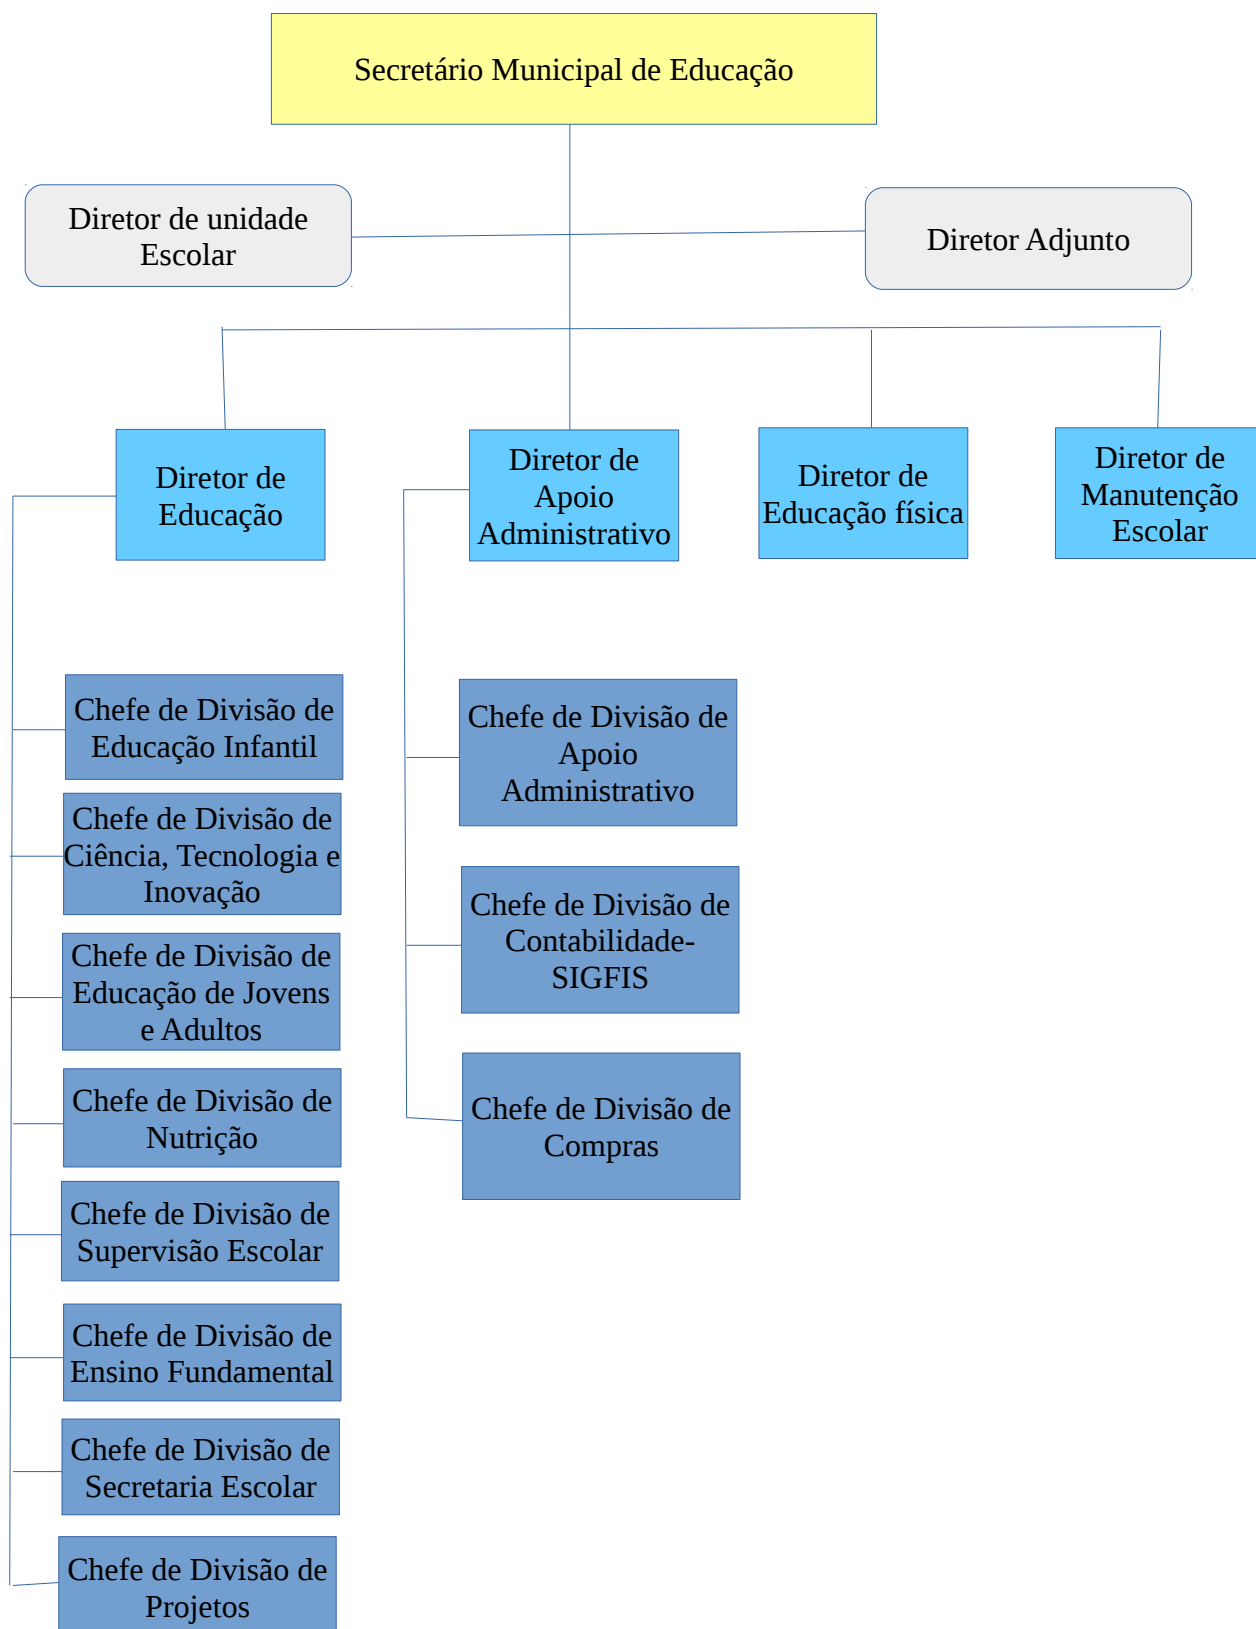 Secretário Municipal de Educação
Diretor de unidade
Escolar
Diretor Adjunto
Diretor de
Educação
Diretor de
Apoio
Administrativo
Diretor de
Educação física
Diretor de
Manutenção
Escolar
Chefe de Divisão de
Educação Infantil
Chefe de Divisão de
Ciência, Tecnologia e
Inovação
Chefe de Divisão de
Educação de Jovens
e Adultos
Chefe de Divisão de
Nutrição
Chefe de Divisão de
Supervisão Escolar
Chefe de Divisão de
Ensino Fundamental
Chefe de Divisão de
Secretaria Escolar
Chefe de Divisão de
Projetos
Chefe de Divisão de
Apoio
Administrativo
Chefe de Divisão de
Contabilidade-
SIGFIS
Chefe de Divisão de
Compras